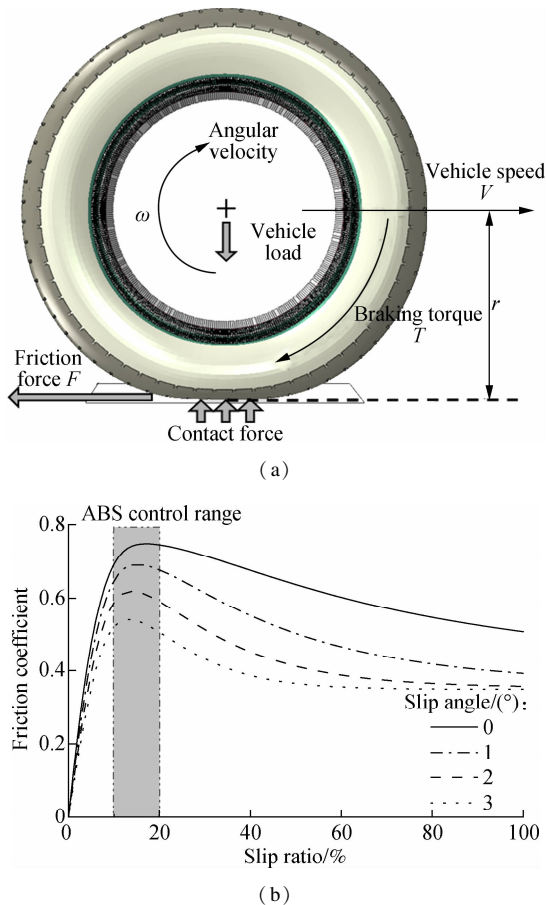 Angular
velocity
ω
Vehicle speed
V
Vehicle
load
Braking torque
T
r
Friction
force F
Contact force
(a)
ABS control range
0.8
0.6
0.4
0.2
0
Friction coefficient
Slip angle/(°):
0
1
2
3
0
20
40
60
80
100
Slip ratio/%
(b)